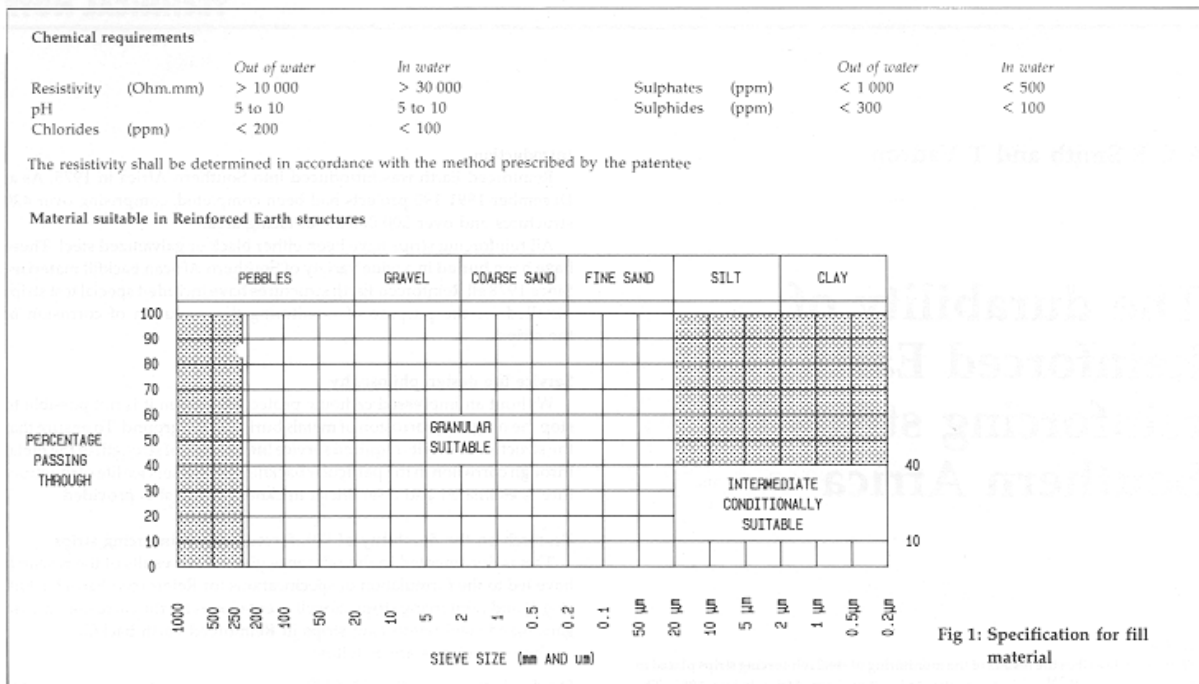 Chemical requirements
Out of water In water Out of water In water
Resistivity (Ohm.mm) > 10 000 > 30 000 Sulphates (ppm) < 1 000 < 500
pH 5 to 10 5 to 10 Sulphides (ppm) < 300 < 100
Chlorides (ppm) < 200 < 100
The resistivity shall be determined in accordance with the method prescribed by the patentee
Material suitable in Reinforced Earth structures
PEBBLES GRAVEL COARSE SAND FINE SAND SILT CLAY
100
90
80
70
60
50
40
30
20
10
0
PERCENTAGE
PASSING
THROUGH
GRANULAR
SUITABLE
INTERMEDIATE
CONDITIONALLY
SUITABLE
40
10
1000 500 250 200 100 50 20 10 5 2 1 0.5 0.2 0.1 50 µm 20 µm 10 µm 5 µm 2 µm 1 µm 0.5µm 0.2µm
SIEVE SIZE (mm AND um)
Fig 1: Specification for fill
material